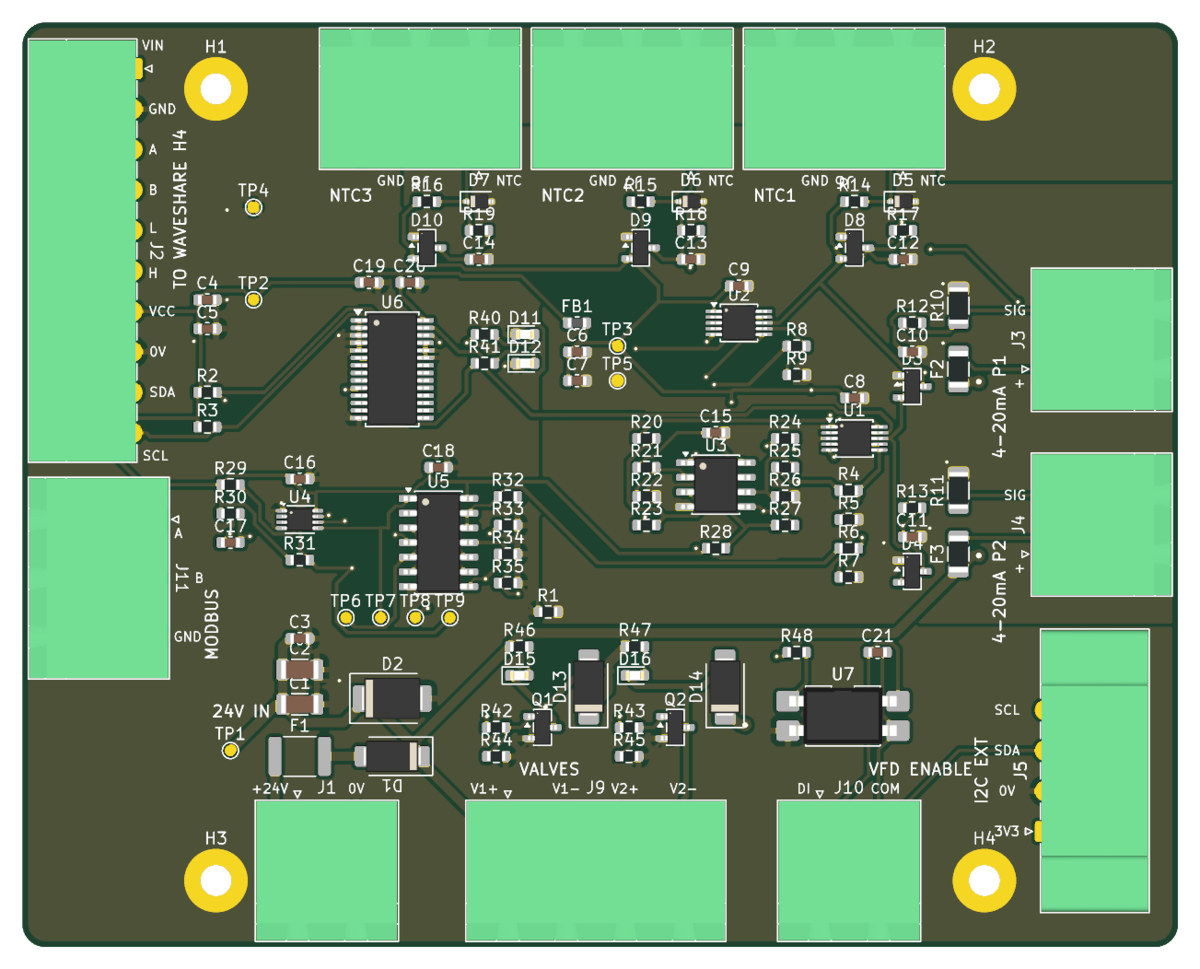 VIN
H1
H2
GND
A
B
L
H
VCC
0V
SDA
SCL
J2
TO WAVESHARE H4
TP4
TP2
NTC3
GND
D7
NTC
R16
D10
R19
C14
NTC2
GND
D6
NTC
R15
D9
R18
C13
NTC1
GND
D5
NTC
R14
D8
R17
C12
C4
C5
C19
C20
U6
R40
D11
R41
D12
FB1
C6
C7
TP3
TP5
C9
U2
R8
R9
R12
C10
D3
R10
F2
SIG
J3
+
4-20mA P1
R2
R3
C8
U1
R20
R21
R22
R23
C15
U3
R24
R25
R26
R27
R28
R4
R5
R6
R7
R13
C11
D4
R11
F3
SIG
J4
+
4-20mA P2
R29
R30
C17
C16
U4
R31
C18
U5
R32
R33
R34
R35
A
J11
B
GND
MODBUS
TP6
TP7
TP8
TP9
R1
C3
C2
C1
F1
24V IN
TP1
D2
D1
R46
D15
D13
Q1
R42
R44
R47
D16
D14
Q2
R43
R45
R48
C21
U7
VALVES
VFD ENABLE
SCL
SDA
0V
3V3
I2C EXT
J5
+24V
J1
0V
V1+
V1-
J9
V2+
V2-
DI
J10
COM
H3
H4